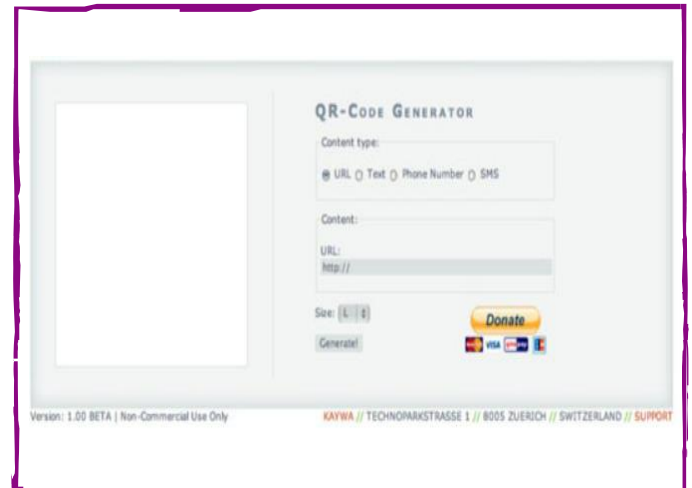 QR-Code Generator
Content type:
URL Text Phone Number SMS
Content:
URL:
http://
Size: L
Donate
Generate!
VISA
Version: 1.00 BETA | Non-Commercial Use Only
KAYWA // TECHNOPARKSTRASSE 1 // 8005 ZUERICH // SWITZERLAND // SUPPORT